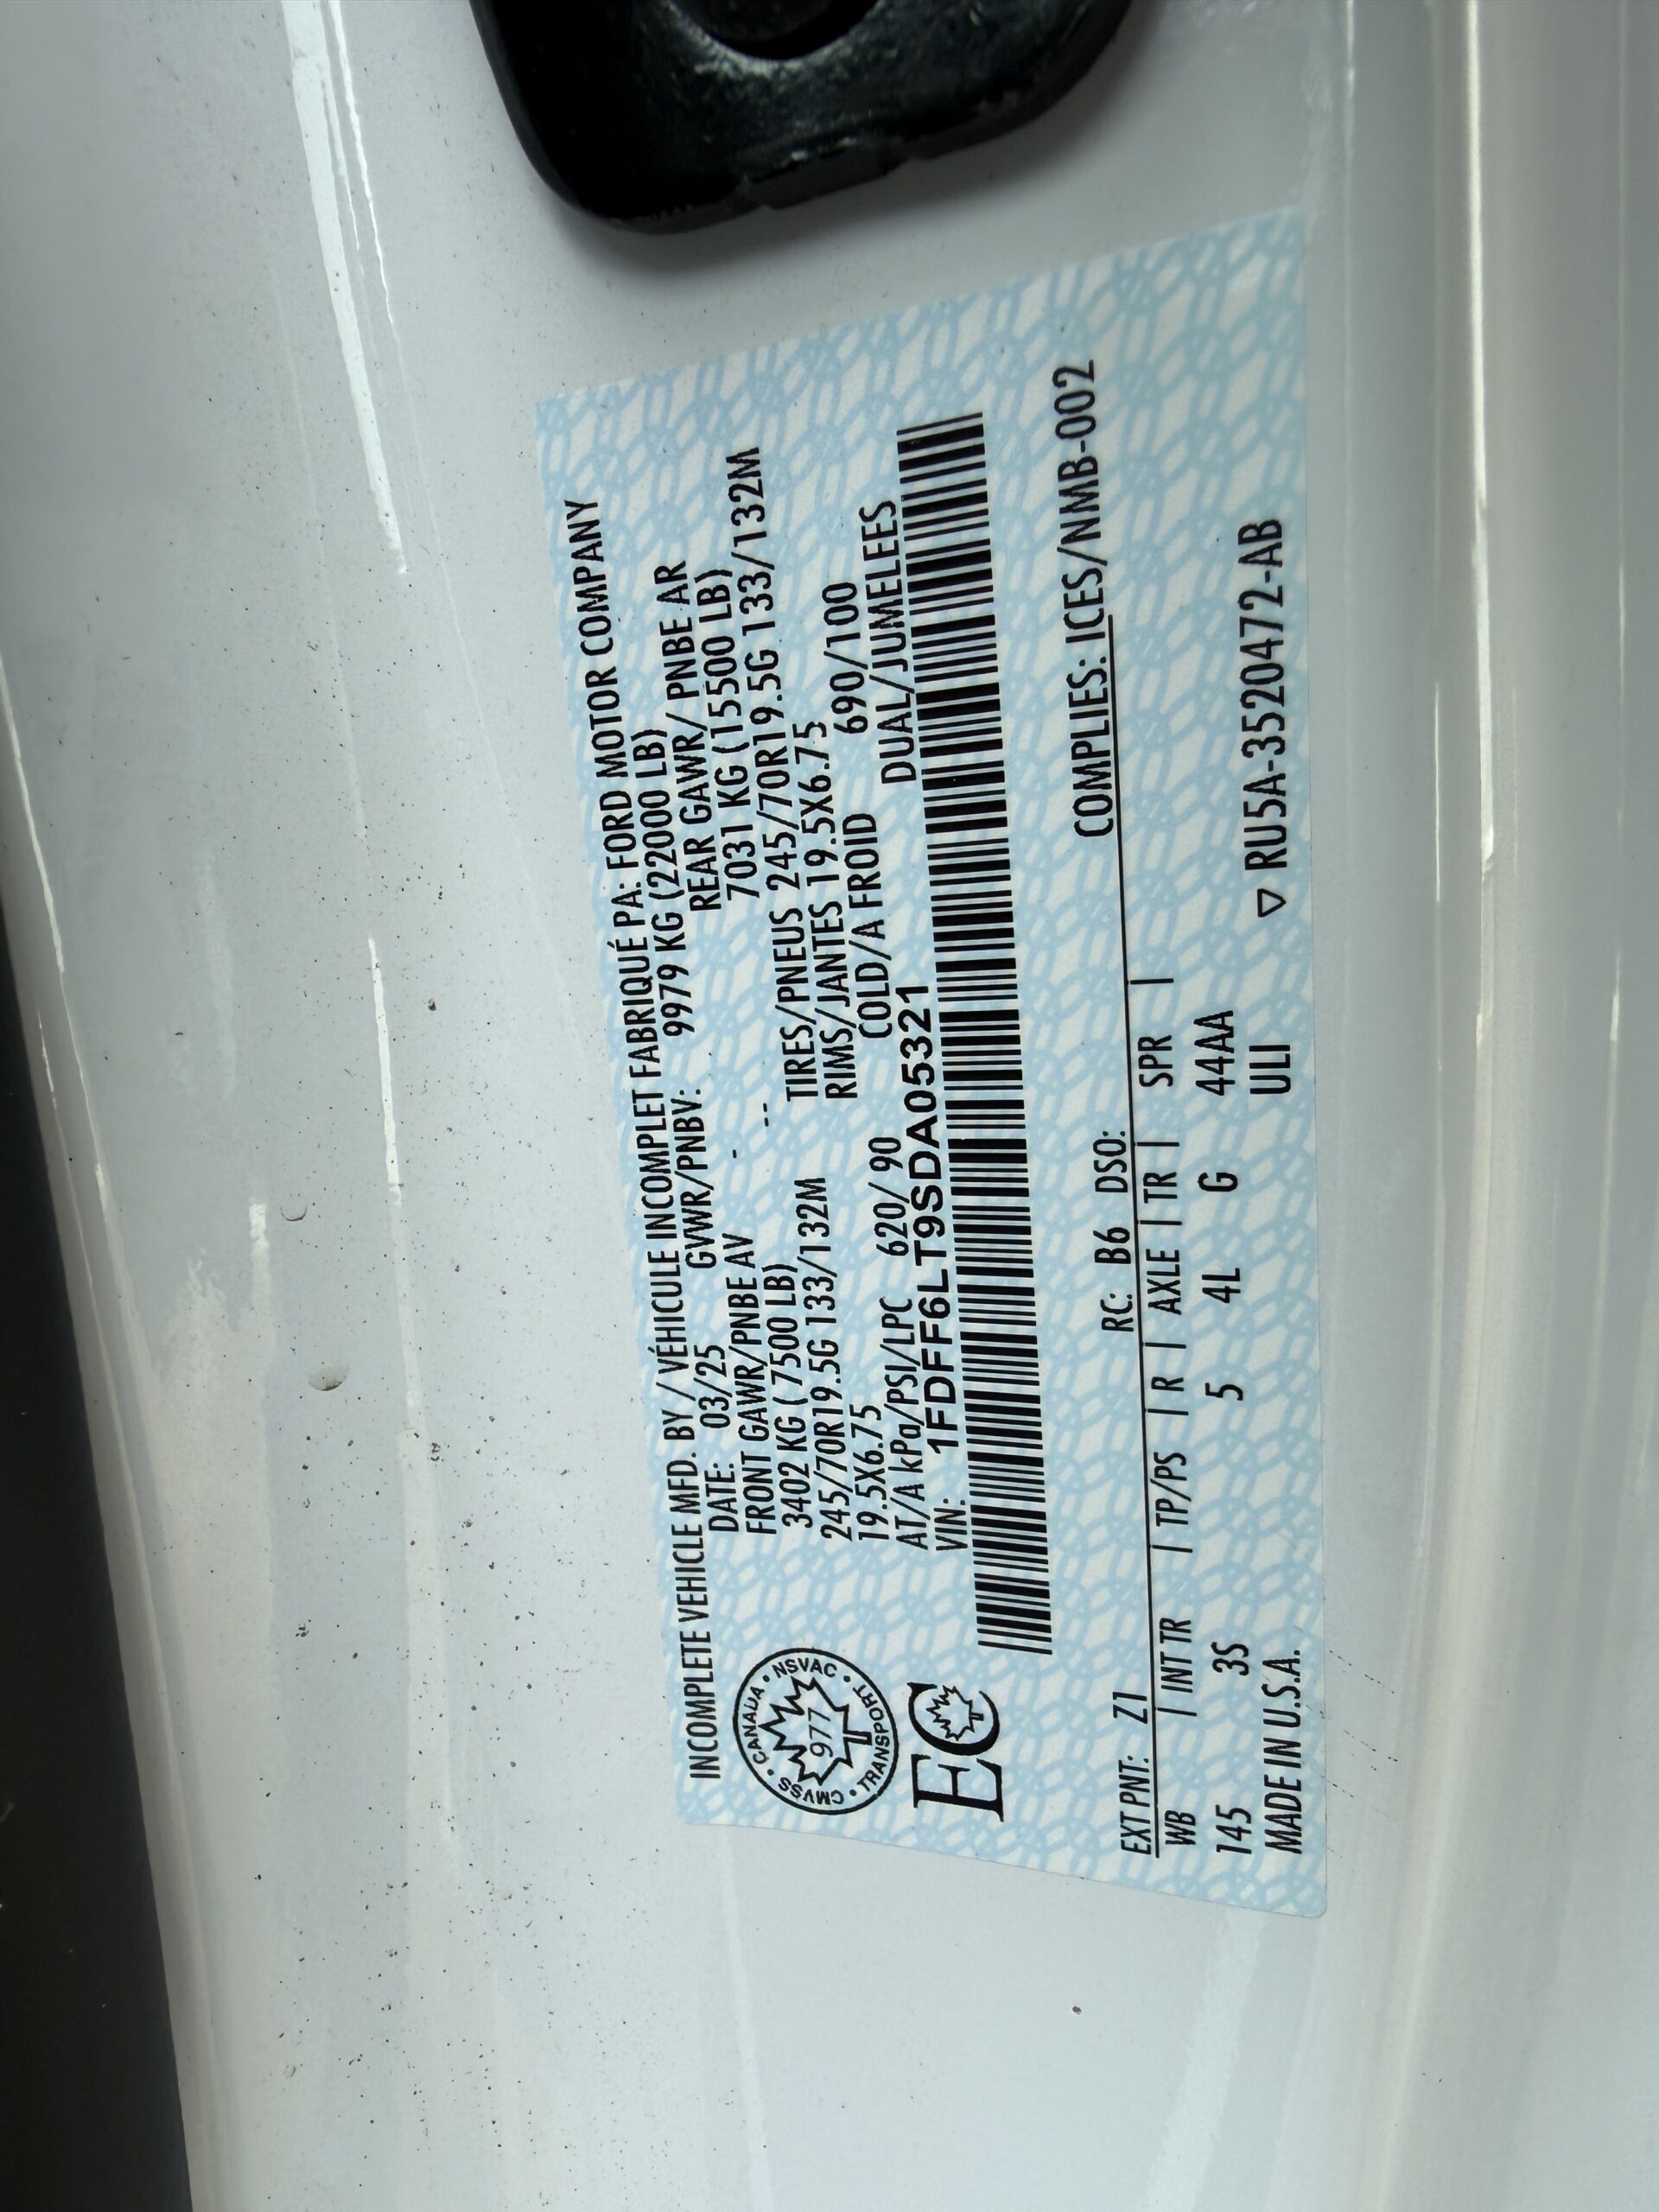 INCOMPLETE VEHICLE MFD. BY / VÉHICULE INCOMPLET FABRIQUÉ PA: FORD MOTOR COMPANY
DATE: 03/25 GVWR/PNBV: 9979 KG (22000 LB)
FRONT GAWR/PNBE AV - REAR GAWR/ PNBE AR
3402 KG ( 7500 LB) -- 7031 KG (15500 LB)
245/70R19.5G 133/132M TIRES/PNEUS 245/70R19.5G 133/132M
19.5X6.75 RIMS/JANTES 19.5X6.75
AT/A kPa/PSI/LPC 620/ 90 COLD/A FROID 690/100
VIN: 1FDFF6LT9SDA05321 DUAL/JUMELEES
CMVSS • CANADA • NSVAC • TRANSPORT •
977
EC
COMPLIES: ICES/NMB-002
EXT PNT: Z1 RC: B6 DSO:
WB | INT TR | TP/PS | R | AXLE | TR | SPR |
145 3S 5 4L G 44AA
MADE IN U.S.A. ULI ▽ RU5A-3520472-AB